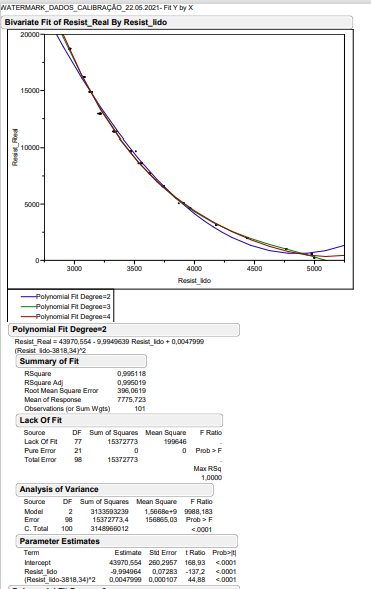 WATERMARK_DADOS_CALIBRAÇÃO_22.05.2021- Fit Y by X
Bivariate Fit of Resist_Real By Resist_lido
20000
15000
10000
5000
0
Resist_Real
3000 3500 4000 4500 5000
Resist_lido
Polynomial Fit Degree=2
Polynomial Fit Degree=3
Polynomial Fit Degree=4
Polynomial Fit Degree=2
Resist_Real = 43970,554 - 9,9949639 Resist_lido + 0,0047999
(Resist_lido-3818,34)^2
Summary of Fit
RSquare 0,995118
RSquare Adj 0,995019
Root Mean Square Error 396,0619
Mean of Response 7775,723
Observations (or Sum Wgts) 101
Lack Of Fit
Source DF Sum of Squares Mean Square F Ratio
Lack Of Fit 77 15372773 199646 .
Pure Error 21 0 0 Prob > F
Total Error 98 15372773 .
Max RSq
1,0000
Analysis of Variance
Source DF Sum of Squares Mean Square F Ratio
Model 2 3133593239 1,5668e+9 9988,183
Error 98 15372773,4 156865,03 Prob > F
C. Total 100 3148966012 <.0001
Parameter Estimates
Term Estimate Std Error t Ratio Prob>|t|
Intercept 43970,554 260,2957 168,93 <.0001
Resist_lido -9,994964 0,07283 -137,2 <.0001
(Resist_lido-3818,34)^2 0,0047999 0,000107 44,88 <.0001